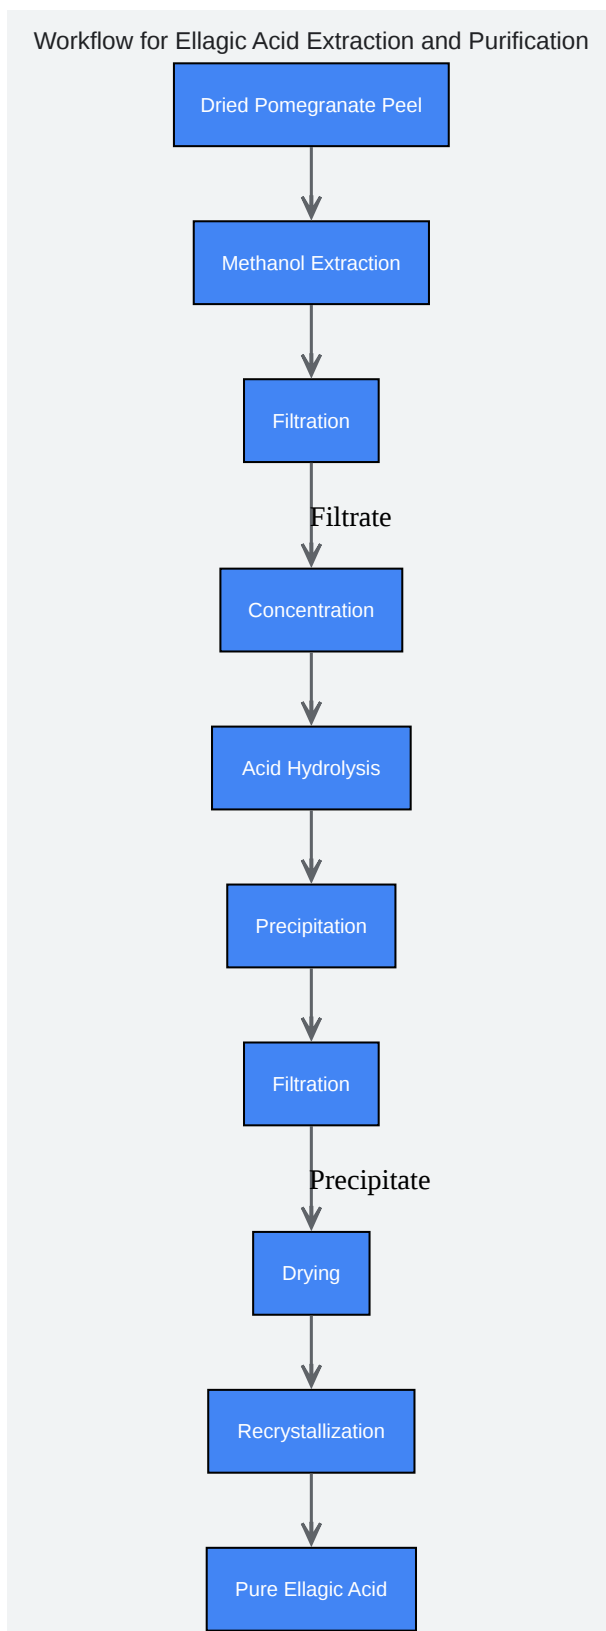 Workflow for Ellagic Acid Extraction and Purification
Dried Pomegranate Peel
Methanol Extraction
Filtration
Filtrate
Concentration
Acid Hydrolysis
Precipitation
Filtration
Precipitate
Drying
Recrystallization
Pure Ellagic Acid